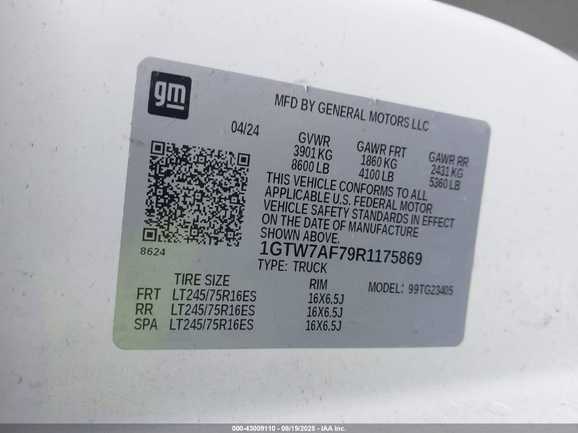 gm
MFD BY GENERAL MOTORS LLC
04/24
GVWR
3901 KG
8600 LB
GAWR FRT
1860 KG
4100 LB
GAWR RR
2431 KG
5360 LB
THIS VEHICLE CONFORMS TO ALL
APPLICABLE U.S. FEDERAL MOTOR
VEHICLE SAFETY STANDARDS IN EFFECT
ON THE DATE OF MANUFACTURE
SHOWN ABOVE.
8624
1GTW7AF79R1175869
TYPE: TRUCK
MODEL: 99TG23405
TIRE SIZE RIM
FRT LT245/75R16ES 16X6.5J
RR LT245/75R16ES 16X6.5J
SPA LT245/75R16ES 16X6.5J
000-43009110 - 08/15/2025 - IAA Inc.